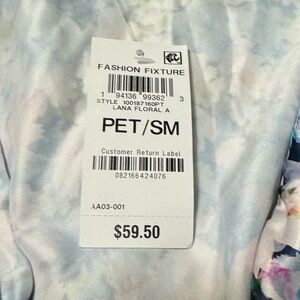 FASHION FIXTURE
1 94136 99362 3
STYLE 100187160PT
LANA FLORAL A
PET/SM
Customer Return Label
082166424076
AA03-001
$59.50